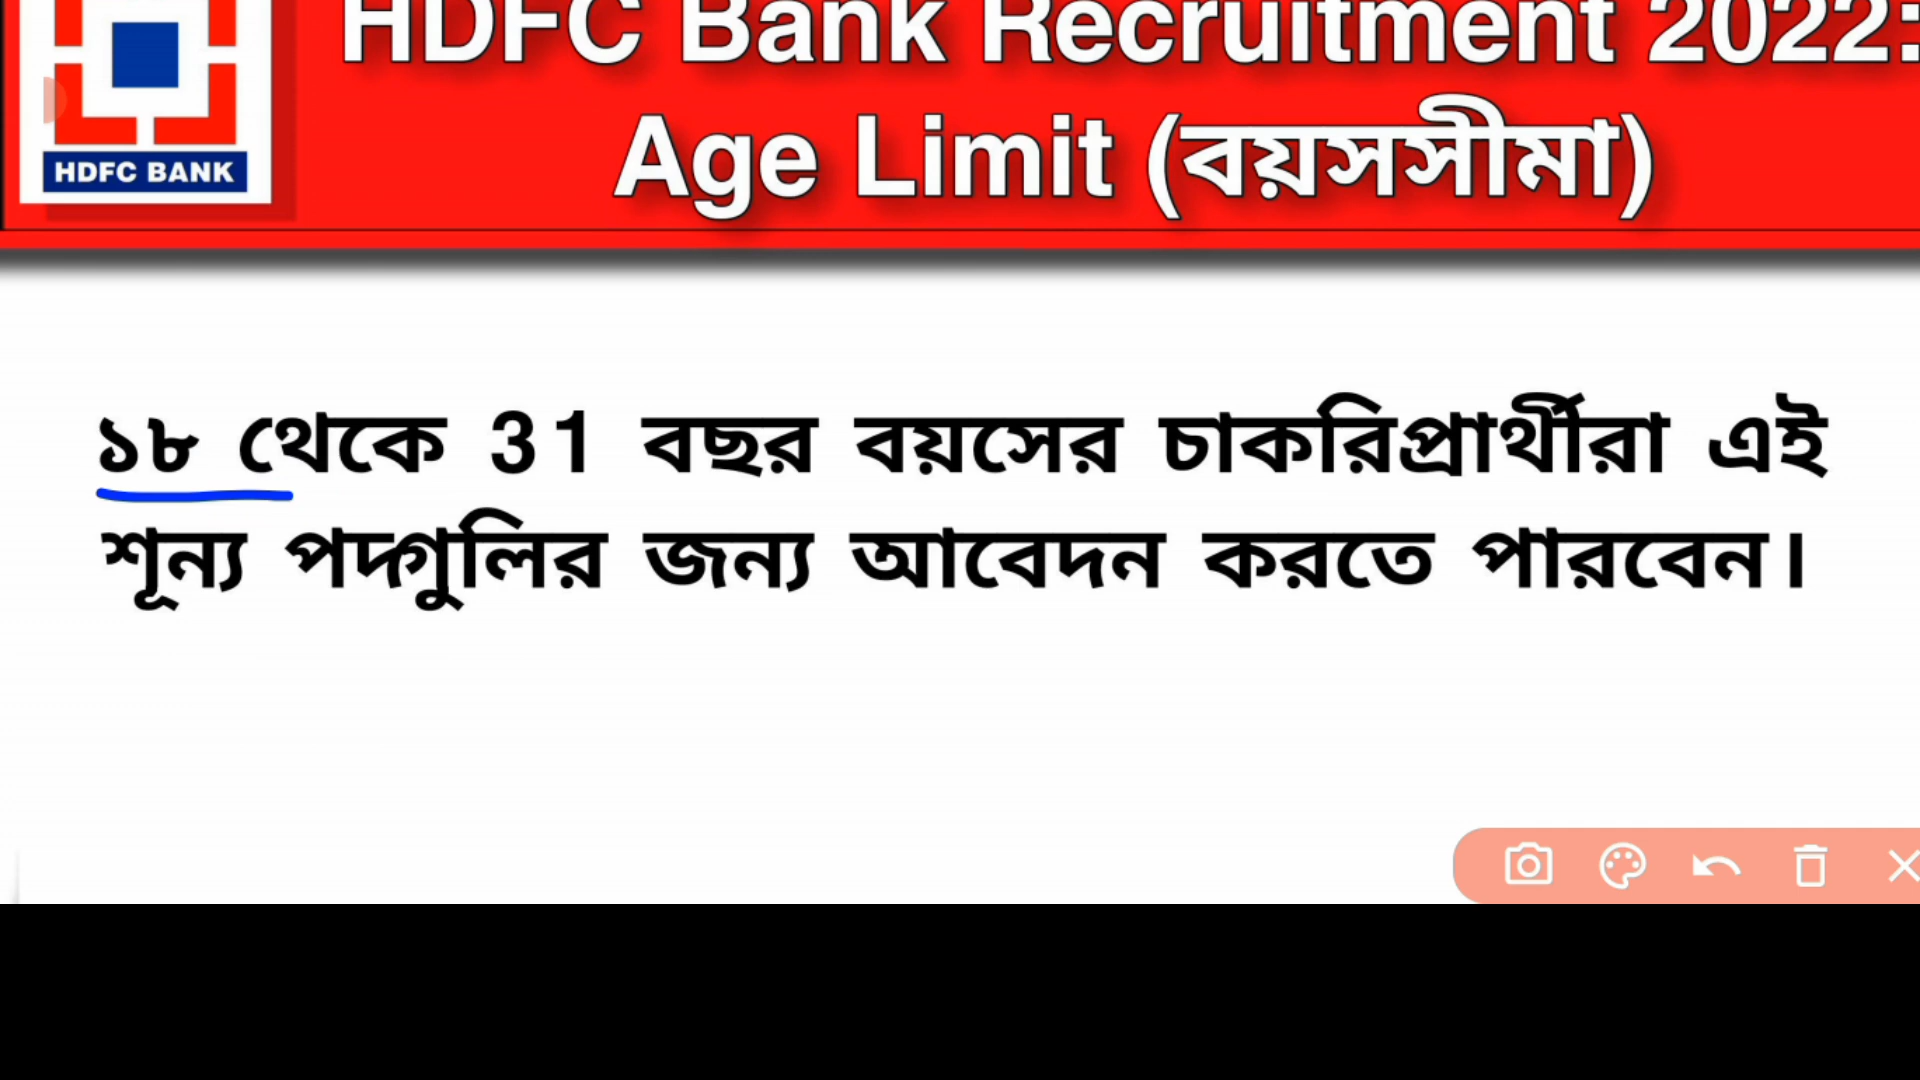 HDFC Bank Recruitment 2022:
Age Limit (বয়সসীমা)
HDFC BANK
১৮ থেকে 31 বছর বয়সের চাকরিপ্রার্থীরা এই
শূন্য পদগুলির জন্য আবেদন করতে পারবেন।